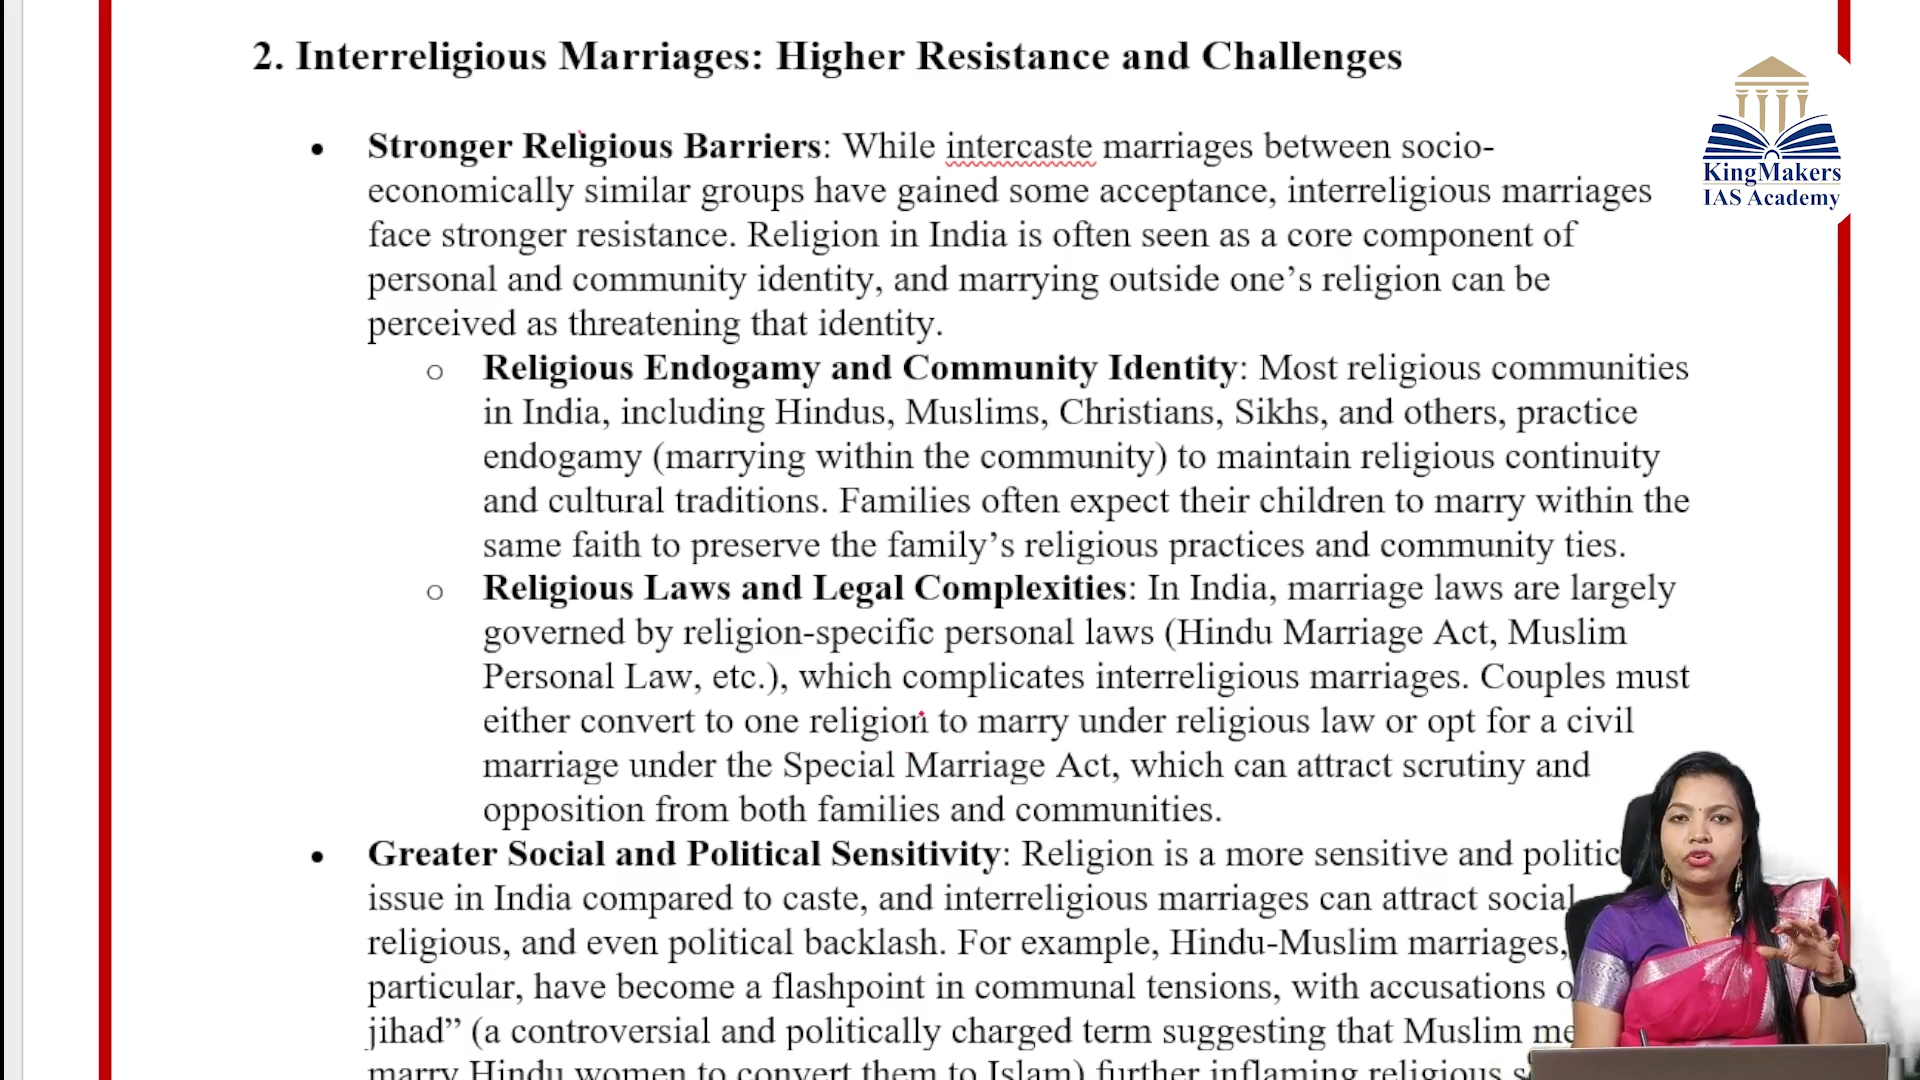 2. Interreligious Marriages: Higher Resistance and Challenges
KingMakers
IAS Academy
• Stronger Religious Barriers: While intercaste marriages between socio-
economically similar groups have gained some acceptance, interreligious marriages
face stronger resistance. Religion in India is often seen as a core component of
personal and community identity, and marrying outside one’s religion can be
perceived as threatening that identity.
o Religious Endogamy and Community Identity: Most religious communities
in India, including Hindus, Muslims, Christians, Sikhs, and others, practice
endogamy (marrying within the community) to maintain religious continuity
and cultural traditions. Families often expect their children to marry within the
same faith to preserve the family’s religious practices and community ties.
o Religious Laws and Legal Complexities: In India, marriage laws are largely
governed by religion-specific personal laws (Hindu Marriage Act, Muslim
Personal Law, etc.), which complicates interreligious marriages. Couples must
either convert to one religion to marry under religious law or opt for a civil
marriage under the Special Marriage Act, which can attract scrutiny and
opposition from both families and communities.
• Greater Social and Political Sensitivity: Religion is a more sensitive and
issue in India compared to caste, and interreligious marriages can attract social
religious, and even political backlash. For example, Hindu-Muslim marriages,
particular, have become a flashpoint in communal tensions, with accusations
jihad” (a controversial and politically charged term suggesting that Muslim
marry Hindu women to convert them to Islam) further inflaming religious